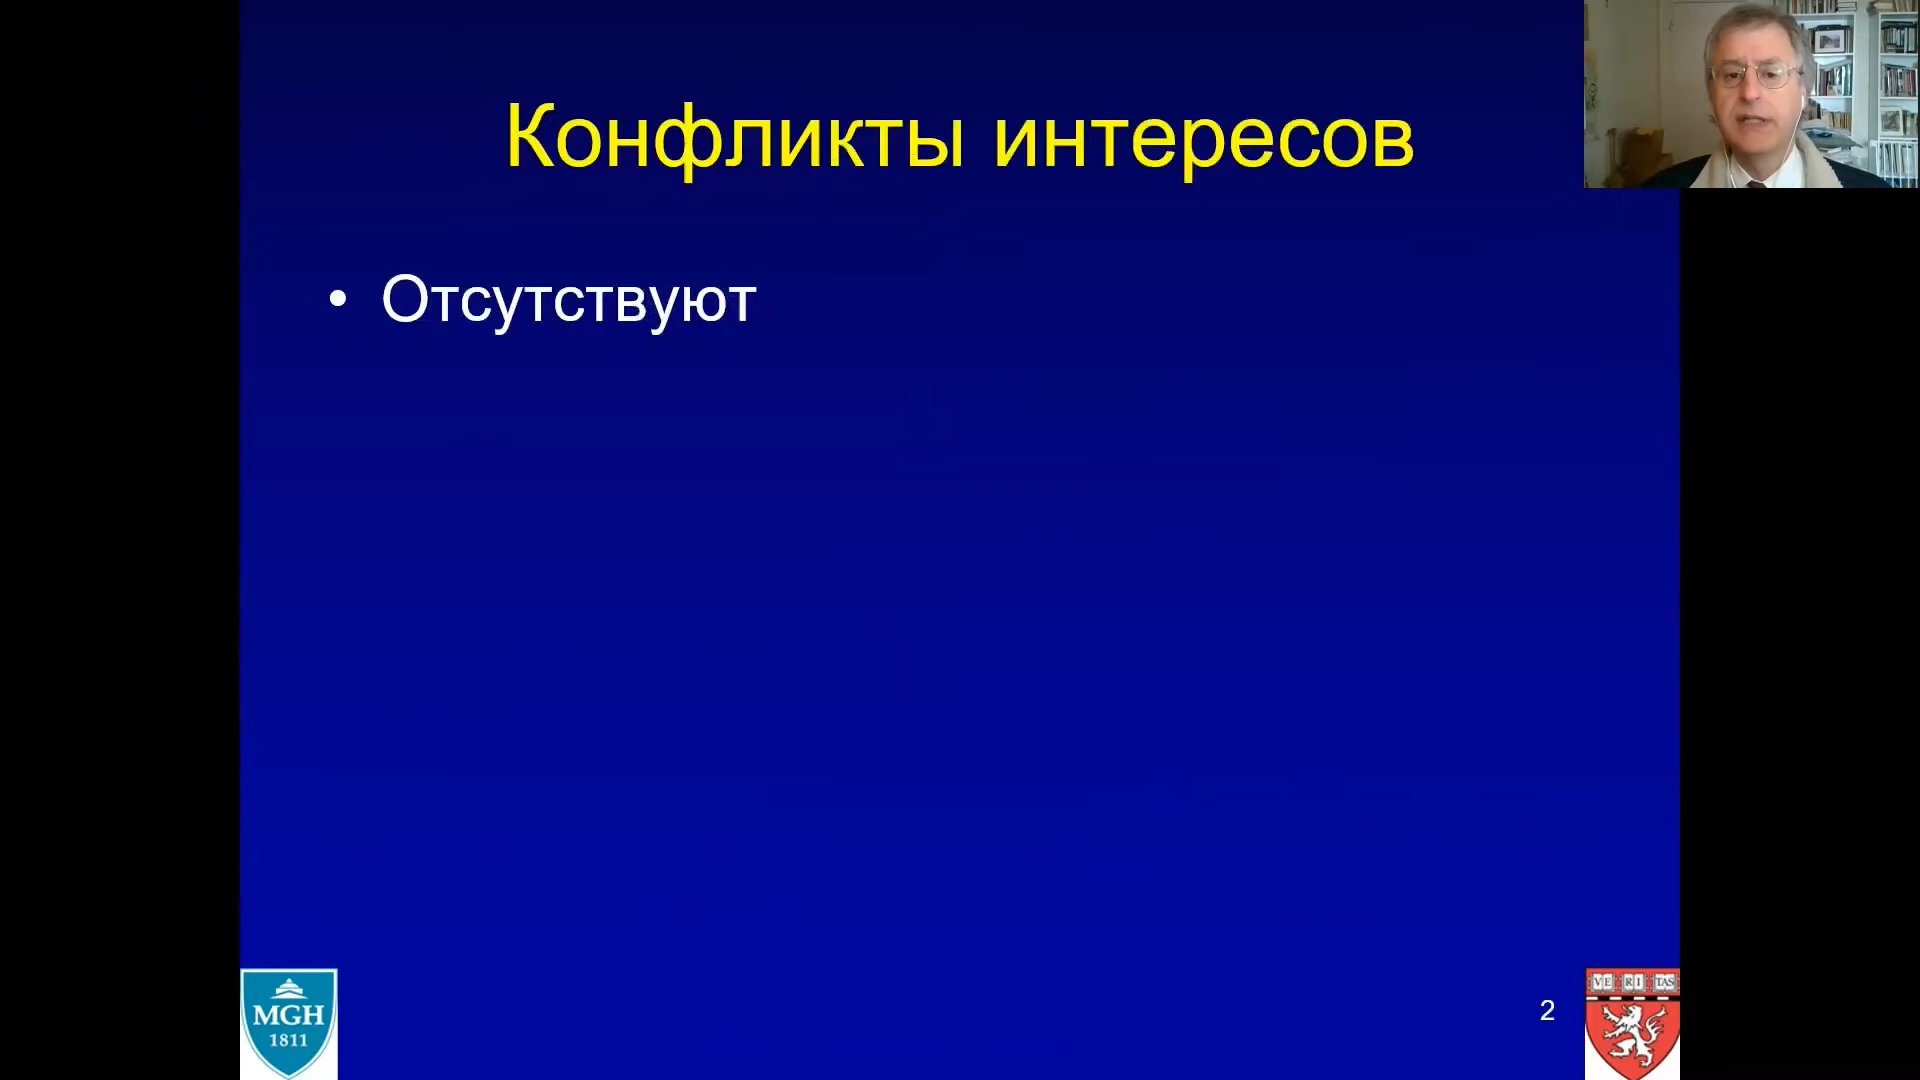 Конфликты интересов
• Отсутствуют
MGH
1811
2
VE RI TAS